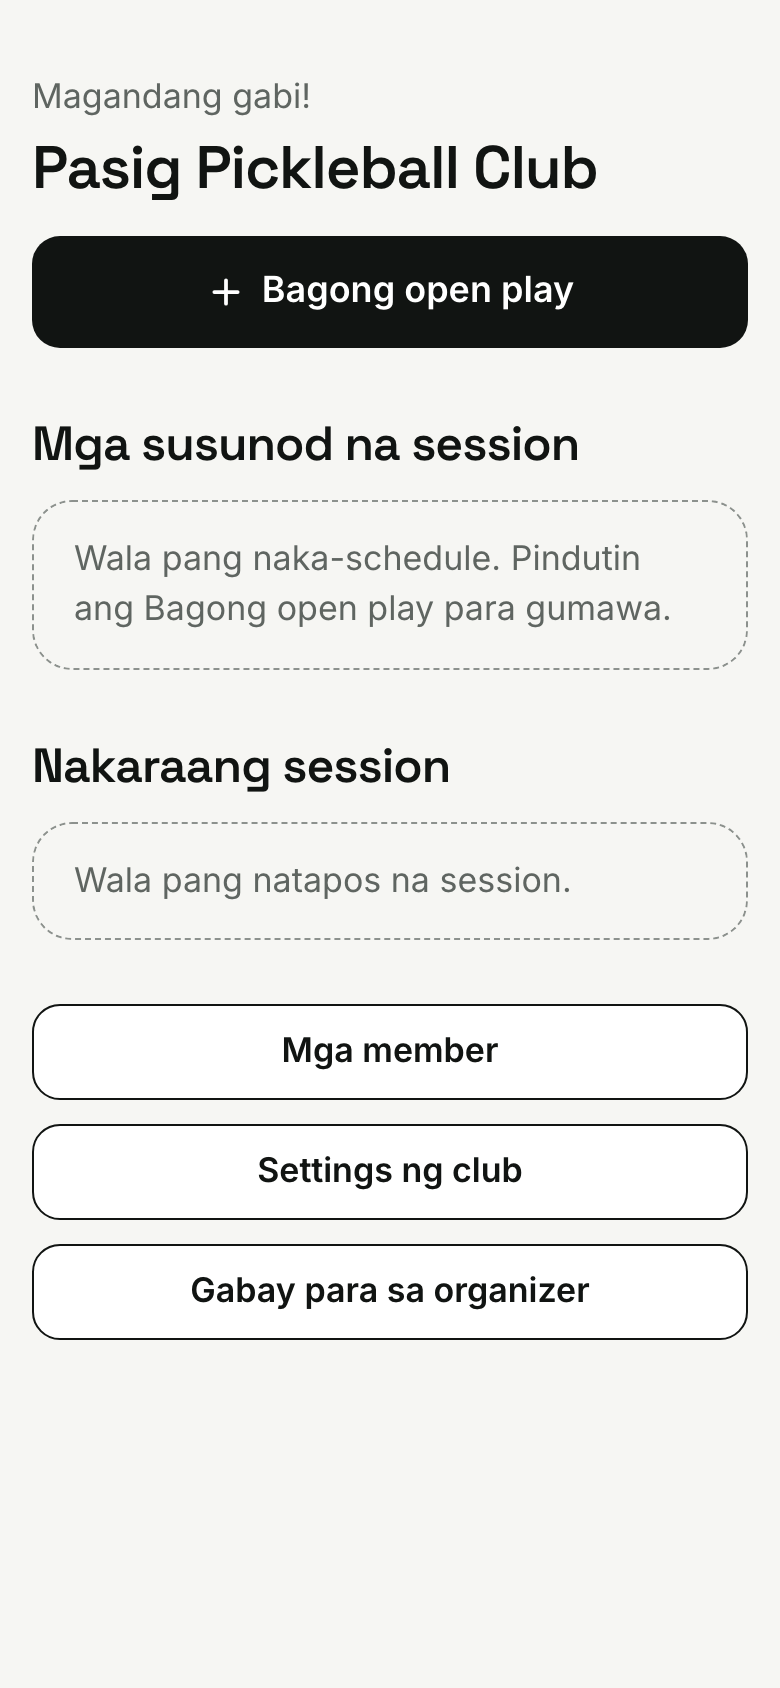 Magandang gabi!
Pasig Pickleball Club
+ Bagong open play
Mga susunod na session
Wala pang naka-schedule. Pindutin
ang Bagong open play para gumawa.
Nakaraang session
Wala pang natapos na session.
Mga member
Settings ng club
Gabay para sa organizer